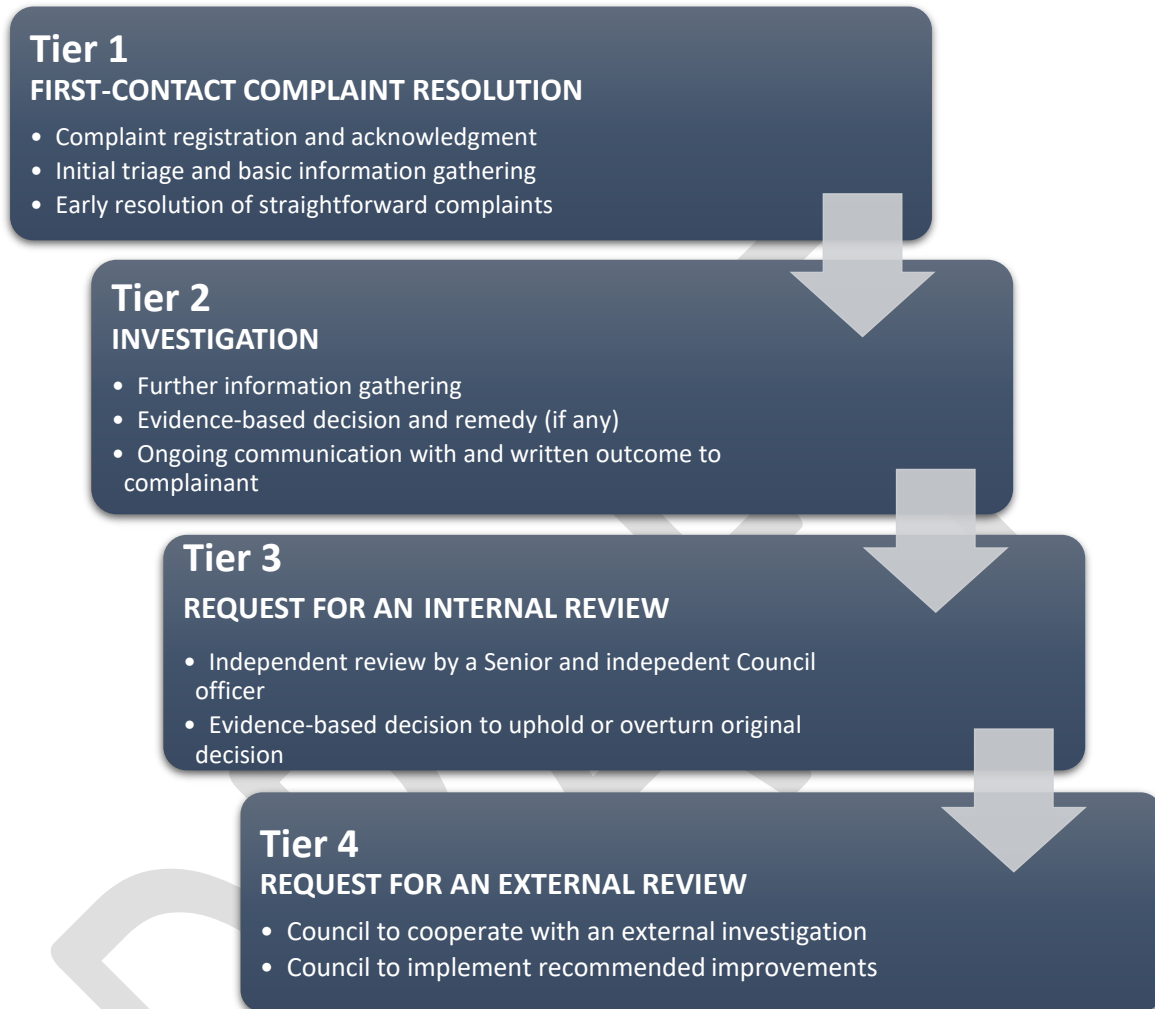 Tier 1
FIRST-CONTACT COMPLAINT RESOLUTION
• Complaint registration and acknowledgment
• Initial triage and basic information gathering
• Early resolution of straightforward complaints
Tier 2
INVESTIGATION
• Further information gathering
• Evidence-based decision and remedy (if any)
• Ongoing communication with and written outcome to
complainant
Tier 3
REQUEST FOR AN INTERNAL REVIEW
• Independent review by a Senior and indepedent Council
officer
• Evidence-based decision to uphold or overturn original
decision
Tier 4
REQUEST FOR AN EXTERNAL REVIEW
• Council to cooperate with an external investigation
• Council to implement recommended improvements